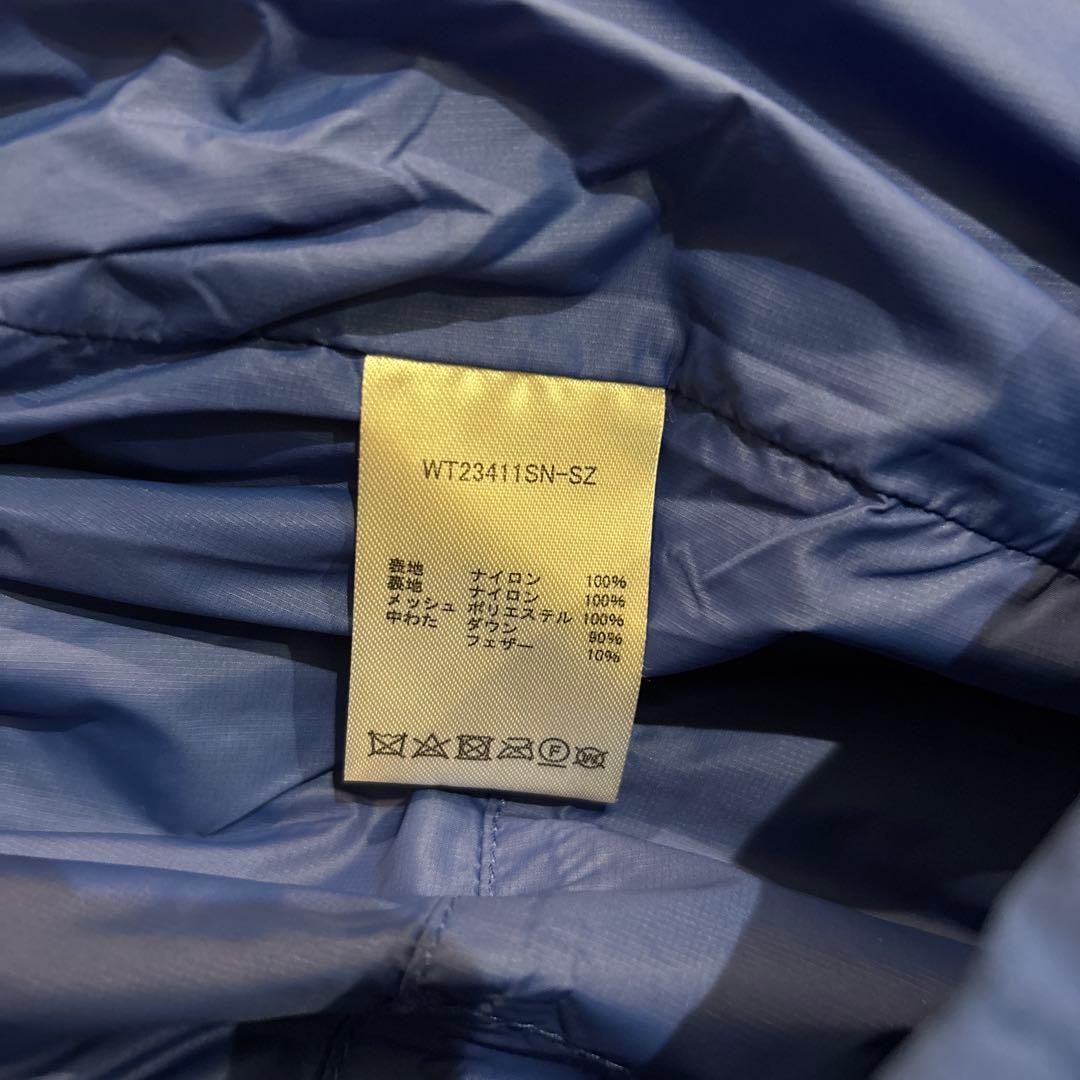 WT23411SN-SZ
表地 ナイロン 100%
裏地 ナイロン 100%
メッシュ ポリエステル 100%
中わた ダウン 90%
フェザー 10%
F